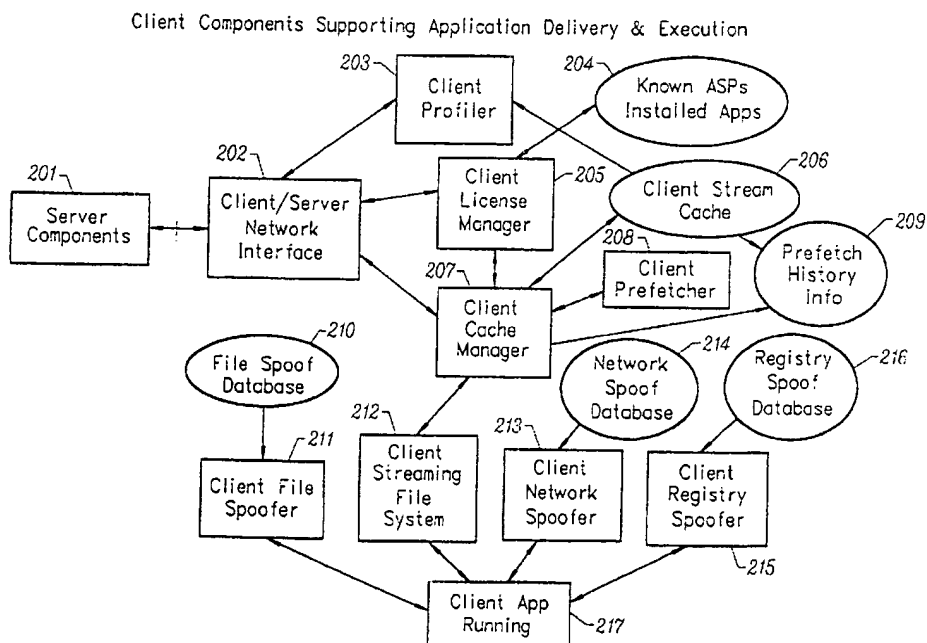 Client Components Supporting Application Delivery & Execution
203
Client
Profiler
204
Known ASPs
Installed Apps
201
Server
Components
202
Client/Server
Network
Interface
Client
License
Manager
205
206
Client Stream
Cache
207
Client
Cache
Manager
208
Client
Prefetcher
209
Prefetch
History
Info
210
File Spoof
Database
214
Network
Spoof
Database
216
Registry
Spoof
Database
211
Client File
Spoofer
212
Client
Streaming
File
System
213
Client
Network
Spoofer
Client
Registry
Spoofer
215
Client App
Running
217